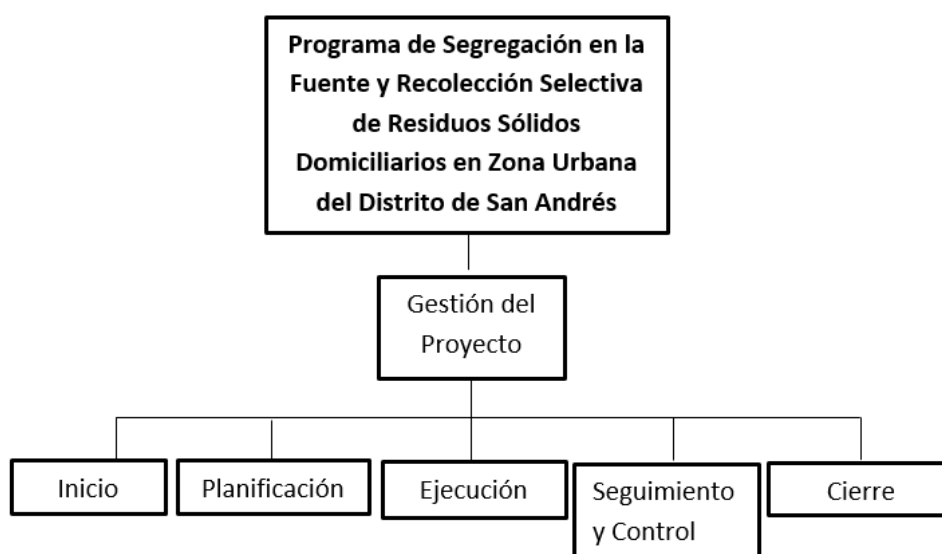 Programa de Segregación en la
Fuente y Recolección Selectiva
de Residuos Sólidos
Domiciliarios en Zona Urbana
del Distrito de San Andrés
Gestión del
Proyecto
Inicio
Planificación
Ejecución
Seguimiento
y Control
Cierre